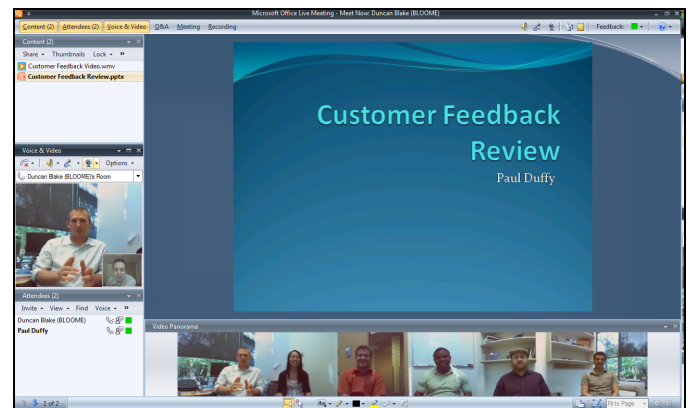 Microsoft Office Live Meeting - Meet Now: Duncan Blake (BLOOME)
Content (2) Attendees (2) Voice & Video Q&A Meeting Recording Feedback:
Content (2)
Share Thumbnails Lock »
Customer Feedback Video.wmv
Customer Feedback Review.pptx
Customer Feedback
Review
Paul Duffy
Voice & Video
Options
Duncan Blake (BLOOME)'s Room
Attendees (2)
Invite View Find Voice »
Duncan Blake (BLOOME)
Paul Duffy
Video Panorama
1 of 2
Fit to Page